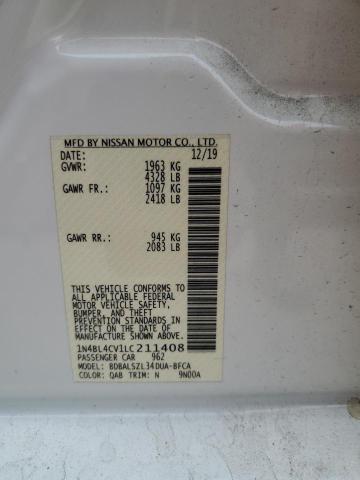 MFD BY NISSAN MOTOR CO., LTD.
DATE: 12/19
GVWR: 1963 KG
4328 LB
GAWR FR: 1097 KG
2418 LB
GAWR RR: 945 KG
2083 LB
THIS VEHICLE CONFORMS TO
ALL APPLICABLE FEDERAL
MOTOR VEHICLE SAFETY,
BUMPER, AND THEFT
PREVENTION STANDARDS
IN EFFECT ON THE DATE OF
MANUFACTURE SHOWN ABOVE.
1N4BL4CV1LC211408
PASSENGER CAR 962
MODEL: BDBALSZL34DUA-BFCA
COLOR: QAB TRIM: N 9N00A